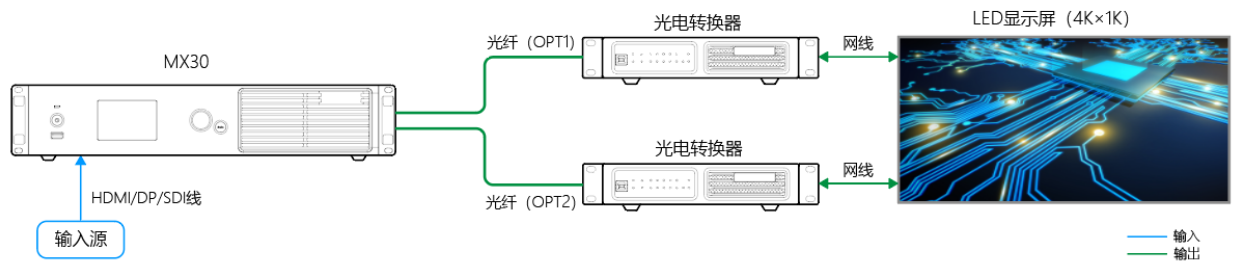 光电转换器
LED显示屏（4K×1K）
光纤（OPT1）
网线
MX30
光电转换器
网线
光纤（OPT2）
HDMI/DP/SDI线
输入源
输入
输出